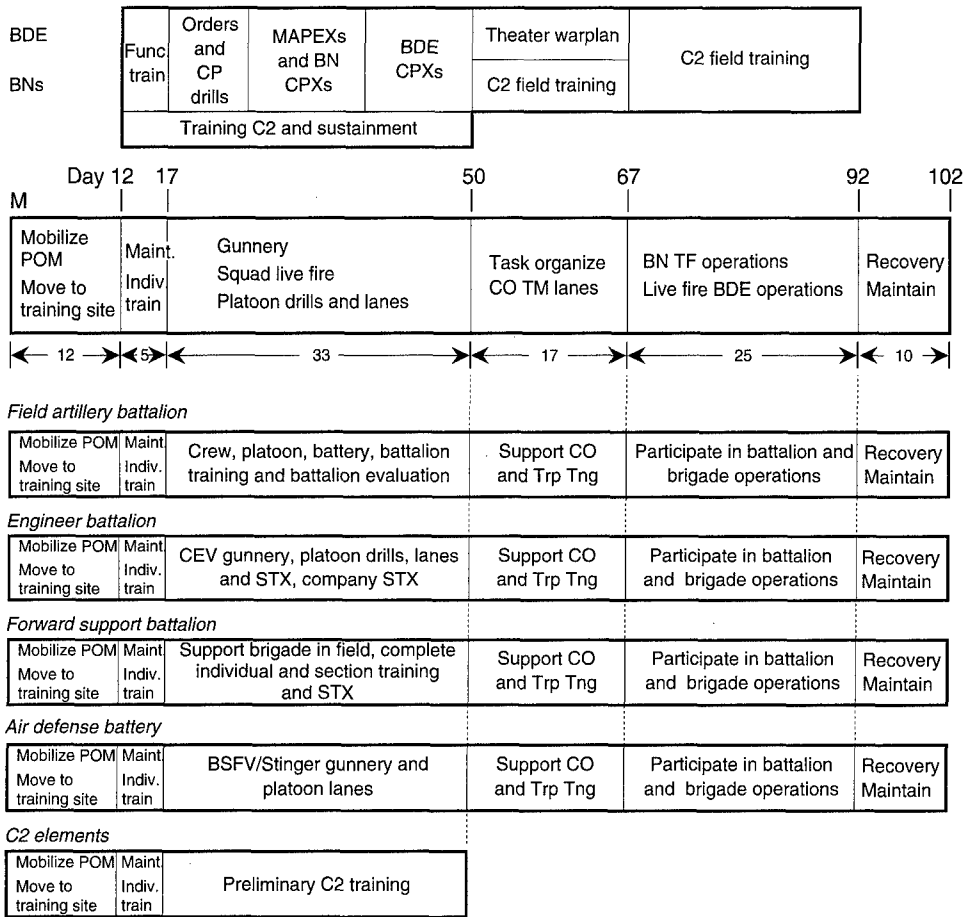 BDE
BNs
Func.
train
Orders
and
CP
drills
MAPEXs
and BN
CPXs
BDE
CPXs
Theater warplan
C2 field training
C2 field training
Training C2 and sustainment
Day 12 17 50 67 92 102
M
Mobilize
POM
Move to
training site
Maint.
Indiv.
train
Gunnery
Squad live fire
Platoon drills and lanes
Task organize
CO TM lanes
BN TF operations
Live fire BDE operations
Recovery
Maintain
12 5 33 17 25 10
Field artillery battalion
Mobilize POM
Move to
training site
Maint.
Indiv.
train
Crew, platoon, battery, battalion
training and battalion evaluation
Support CO
and Trp Tng
Participate in battalion and
brigade operations
Recovery
Maintain
Engineer battalion
Mobilize POM
Move to
training site
Maint.
Indiv.
train
CEV gunnery, platoon drills, lanes
and STX, company STX
Support CO
and Trp Tng
Participate in battalion
and brigade operations
Recovery
Maintain
Forward support battalion
Mobilize POM
Move to
training site
Maint.
Indiv.
train
Support brigade in field, complete
individual and section training
and STX
Support CO
and Trp Tng
Participate in battalion
and brigade operations
Recovery
Maintain
Air defense battery
Mobilize POM
Move to
training site
Maint.
Indiv.
train
BSFV/Stinger gunnery and
platoon lanes
Support CO
and Trp Tng
Participate in battalion
and brigade operations
Recovery
Maintain
C2 elements
Mobilize POM
Move to
training site
Maint.
Indiv.
train
Preliminary C2 training